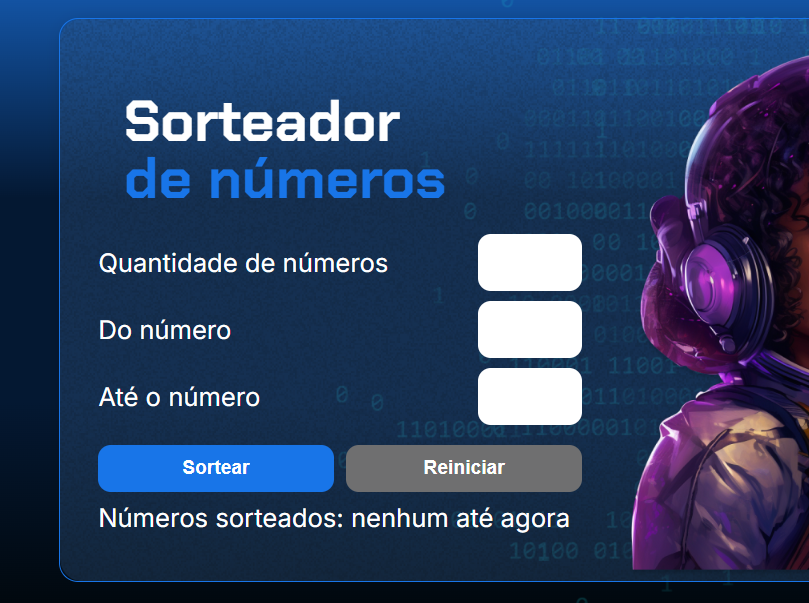 Sorteador
de números
Quantidade de números
Do número
Até o número
Sortear Reiniciar
Números sorteados: nenhum até agora